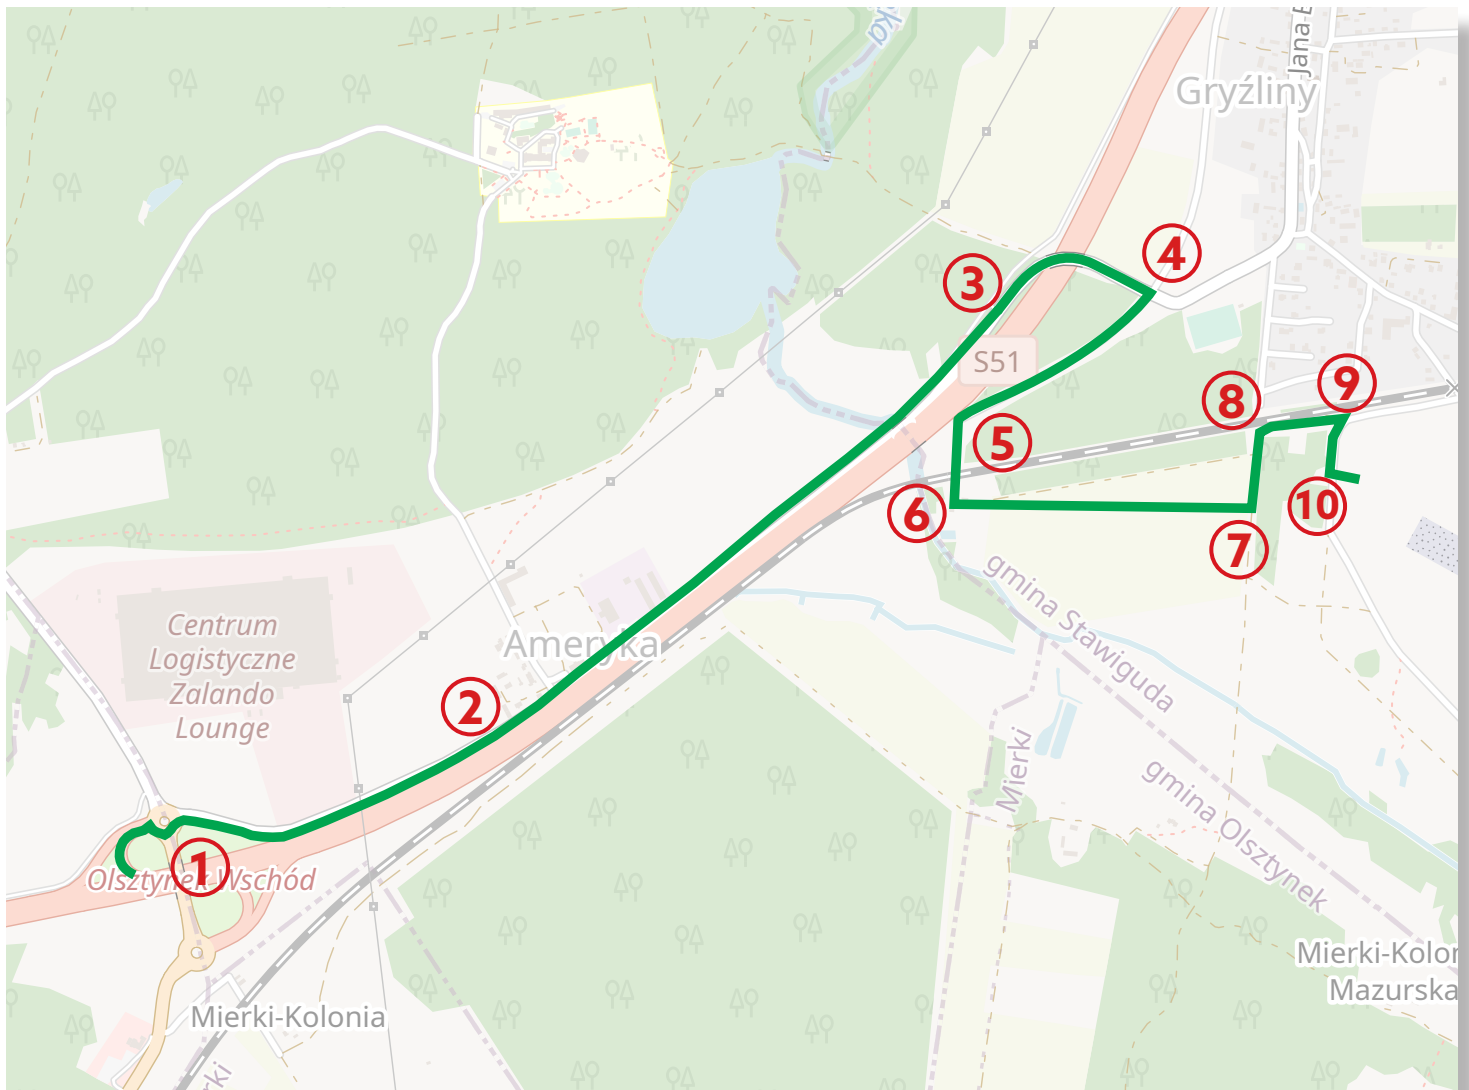 Jana B
Gryźliny
4
3
S51
9
8
5
6
10
7
gmina Stawiguda
Centrum
Logistyczne
Zalando
Lounge
Ameryka
2
Mierki
gmina Olsztynek
1
Olsztynek Wschód
Mierki-Kolon
Mazurska
Mierki-Kolonia
rki